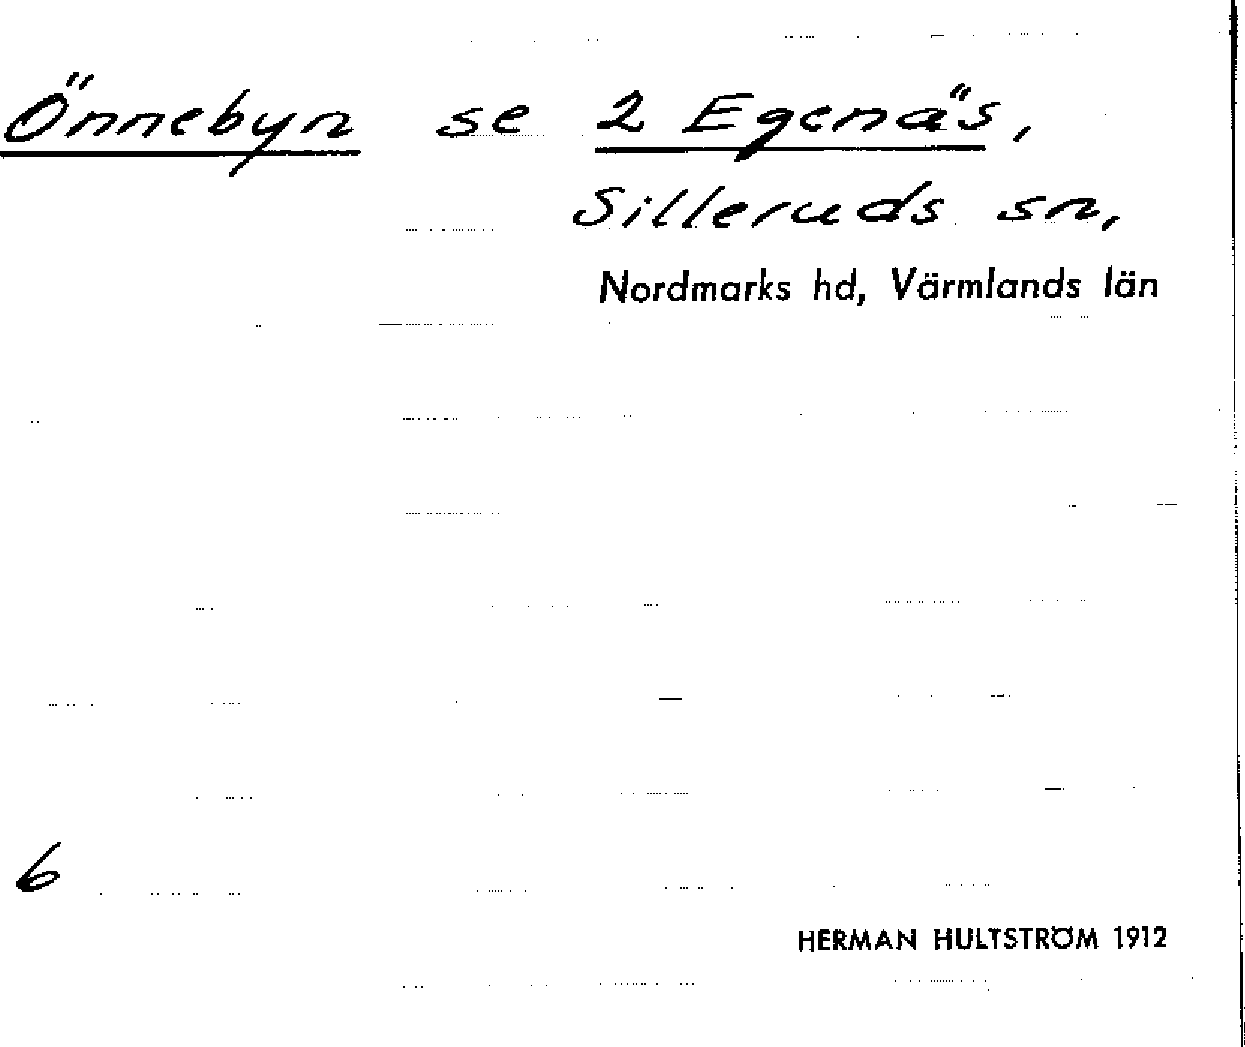 Önnebyn se 2 Egenäs,
Silleruds sn,
Nordmarks hd, Värmlands län
6
HERMAN HULTSTRÖM 1912